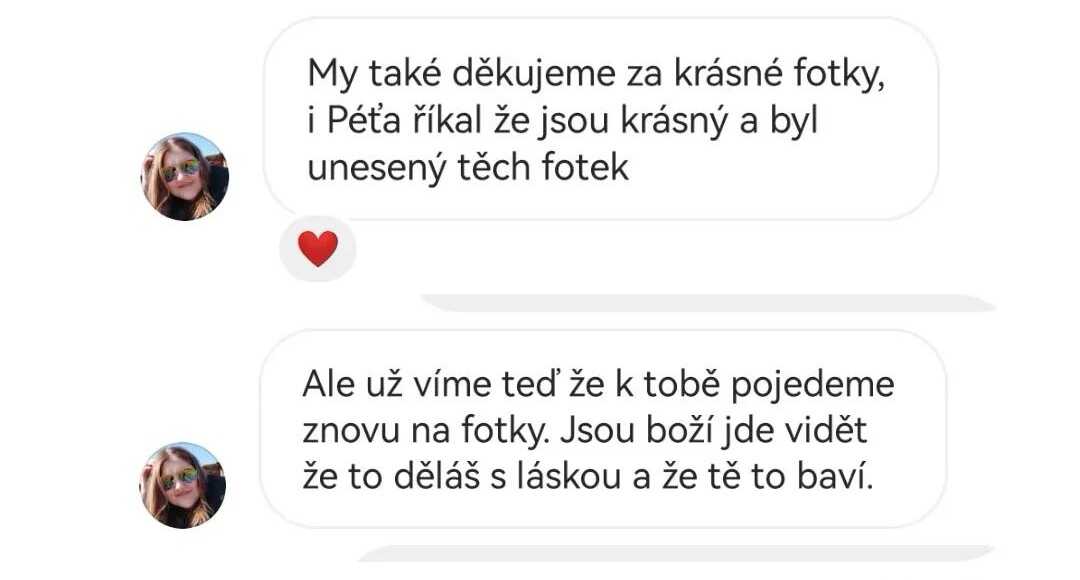 My také děkujeme za krásné fotky,
i Péťa říkal že jsou krásný a byl
unesený těch fotek
Ale už víme teď že k tobě pojedeme
znovu na fotky. Jsou boží jde vidět
že to děláš s láskou a že tě to baví.